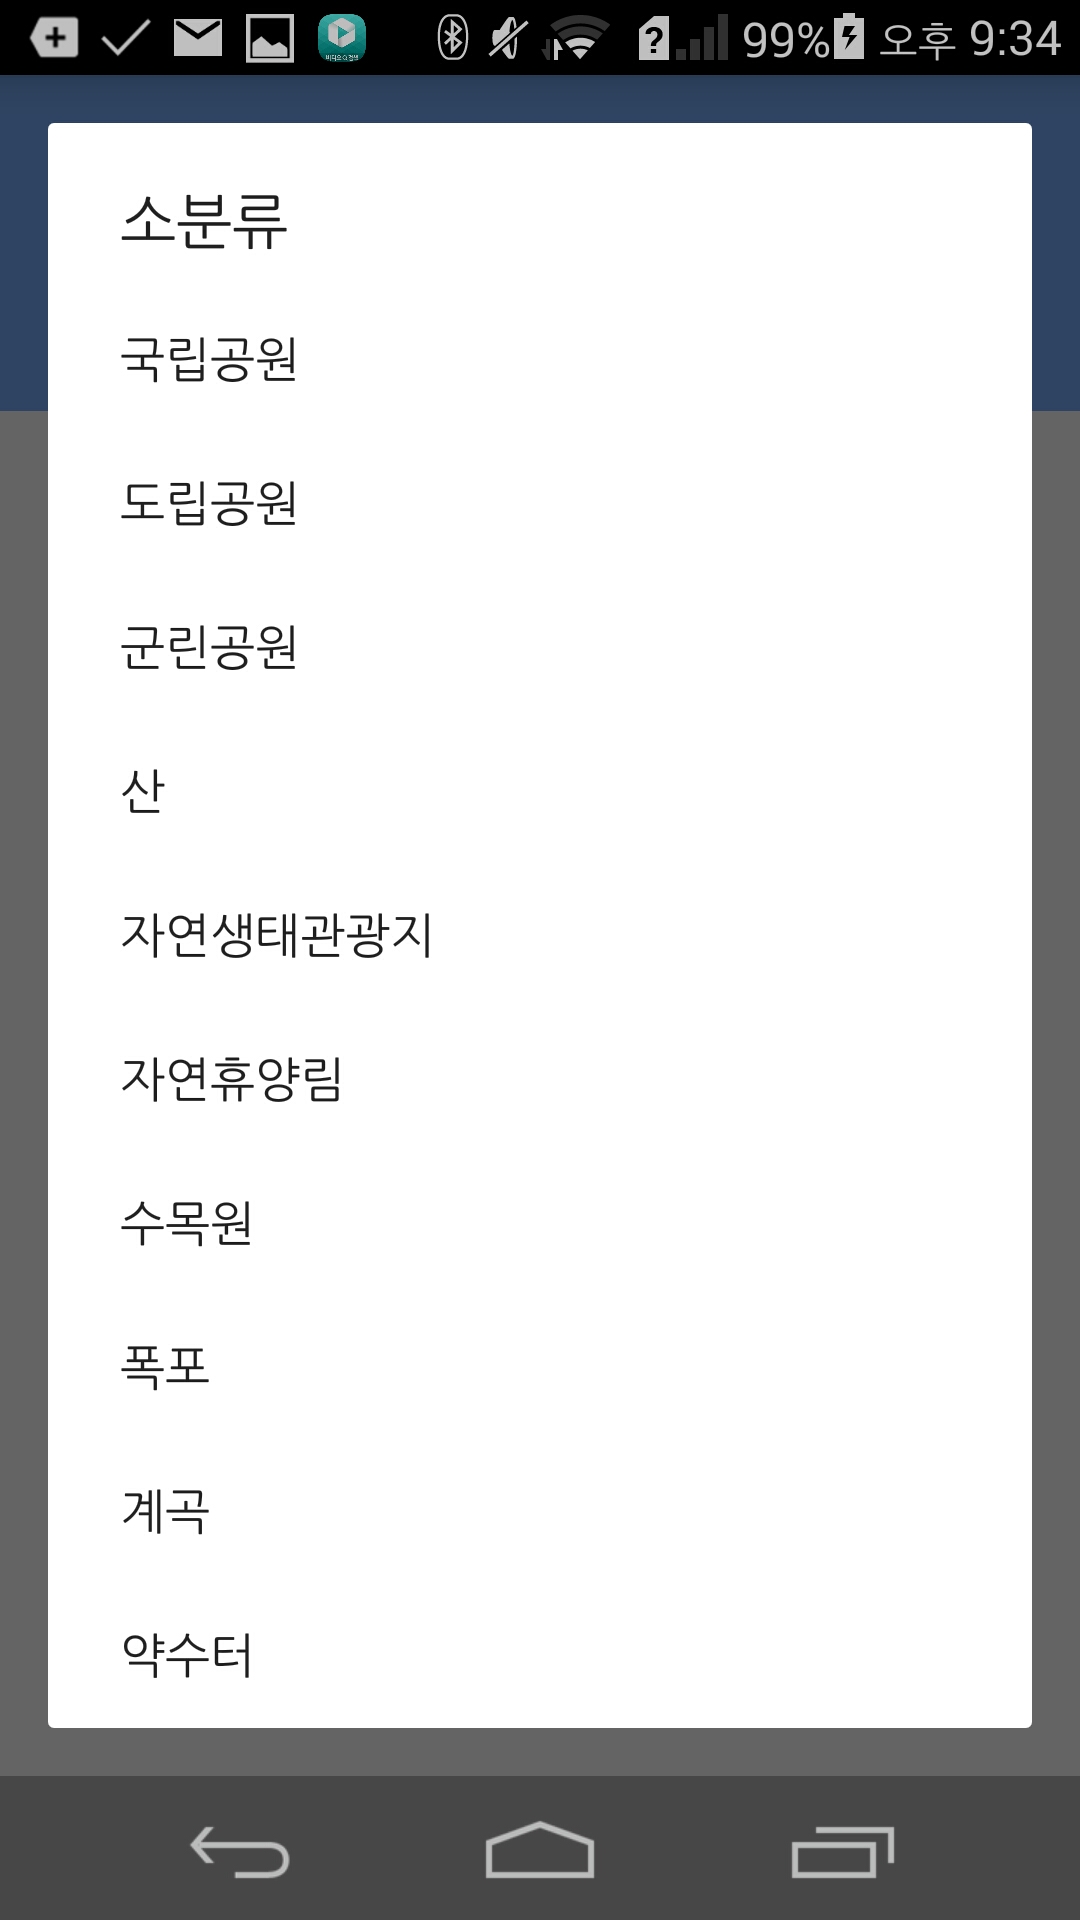 99% 오후 9:34
소분류
국립공원
도립공원
군린공원
산
자연생태관광지
자연휴양림
수목원
폭포
계곡
약수터